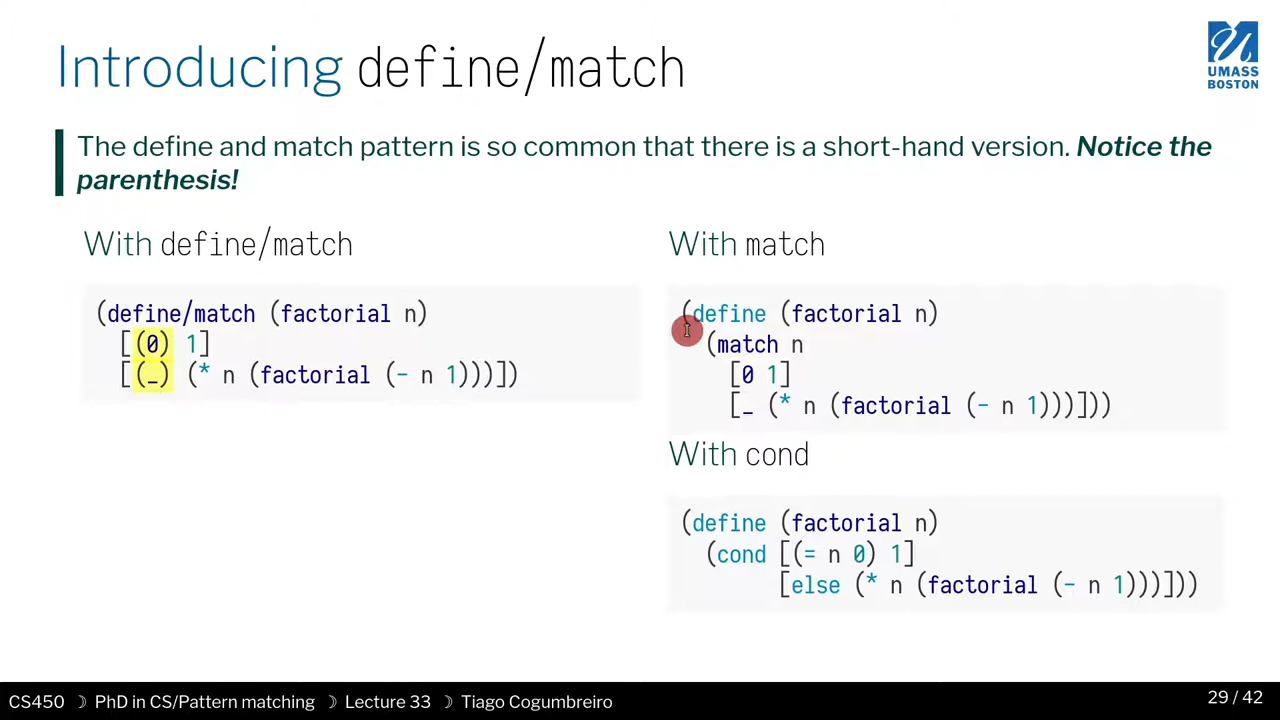 Introducing define/match
UMASS
BOSTON
The define and match pattern is so common that there is a short-hand version. Notice the
parenthesis!
With define/match
(define/match (factorial n)
[(0) 1]
[(_) (* n (factorial (- n 1)))])
With match
(define (factorial n)
(match n
[0 1]
[_ (* n (factorial (- n 1)))]))
With cond
(define (factorial n)
(cond [(= n 0) 1]
[else (* n (factorial (- n 1)))]))
CS450 ☽ PhD in CS/Pattern matching ☽ Lecture 33 ☽ Tiago Cogumbreiro
29 / 42